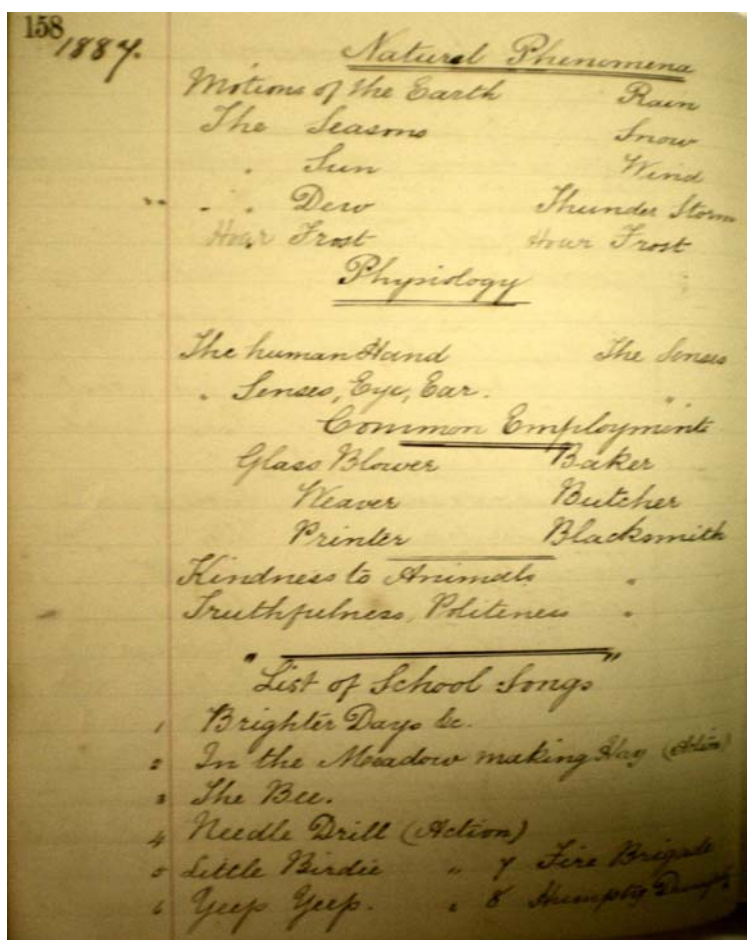 158
1887. Natural Phenomena
Motions of the Earth Rain
The Seasons Snow
" Sun Wind
" " Dew Thunder Storm
Hoar Frost Hoar Frost
Physiology
The human Hand The Senses
" Senses, Eye, Ear. "
Common Employments
Glass Blower Baker
Weaver Butcher
Printer Blacksmith
Kindness to Animals "
Truthfulness, Politeness "
"List of School Songs"
1 Brighter Days &c.
2 In the Meadow making Hay (Action)
3 The Bee.
4 Needle Drill (Action)
5 Little Birdie " 7 Fire Brigade
6 Yeep Yeep. " 8 Humpty Dumpty